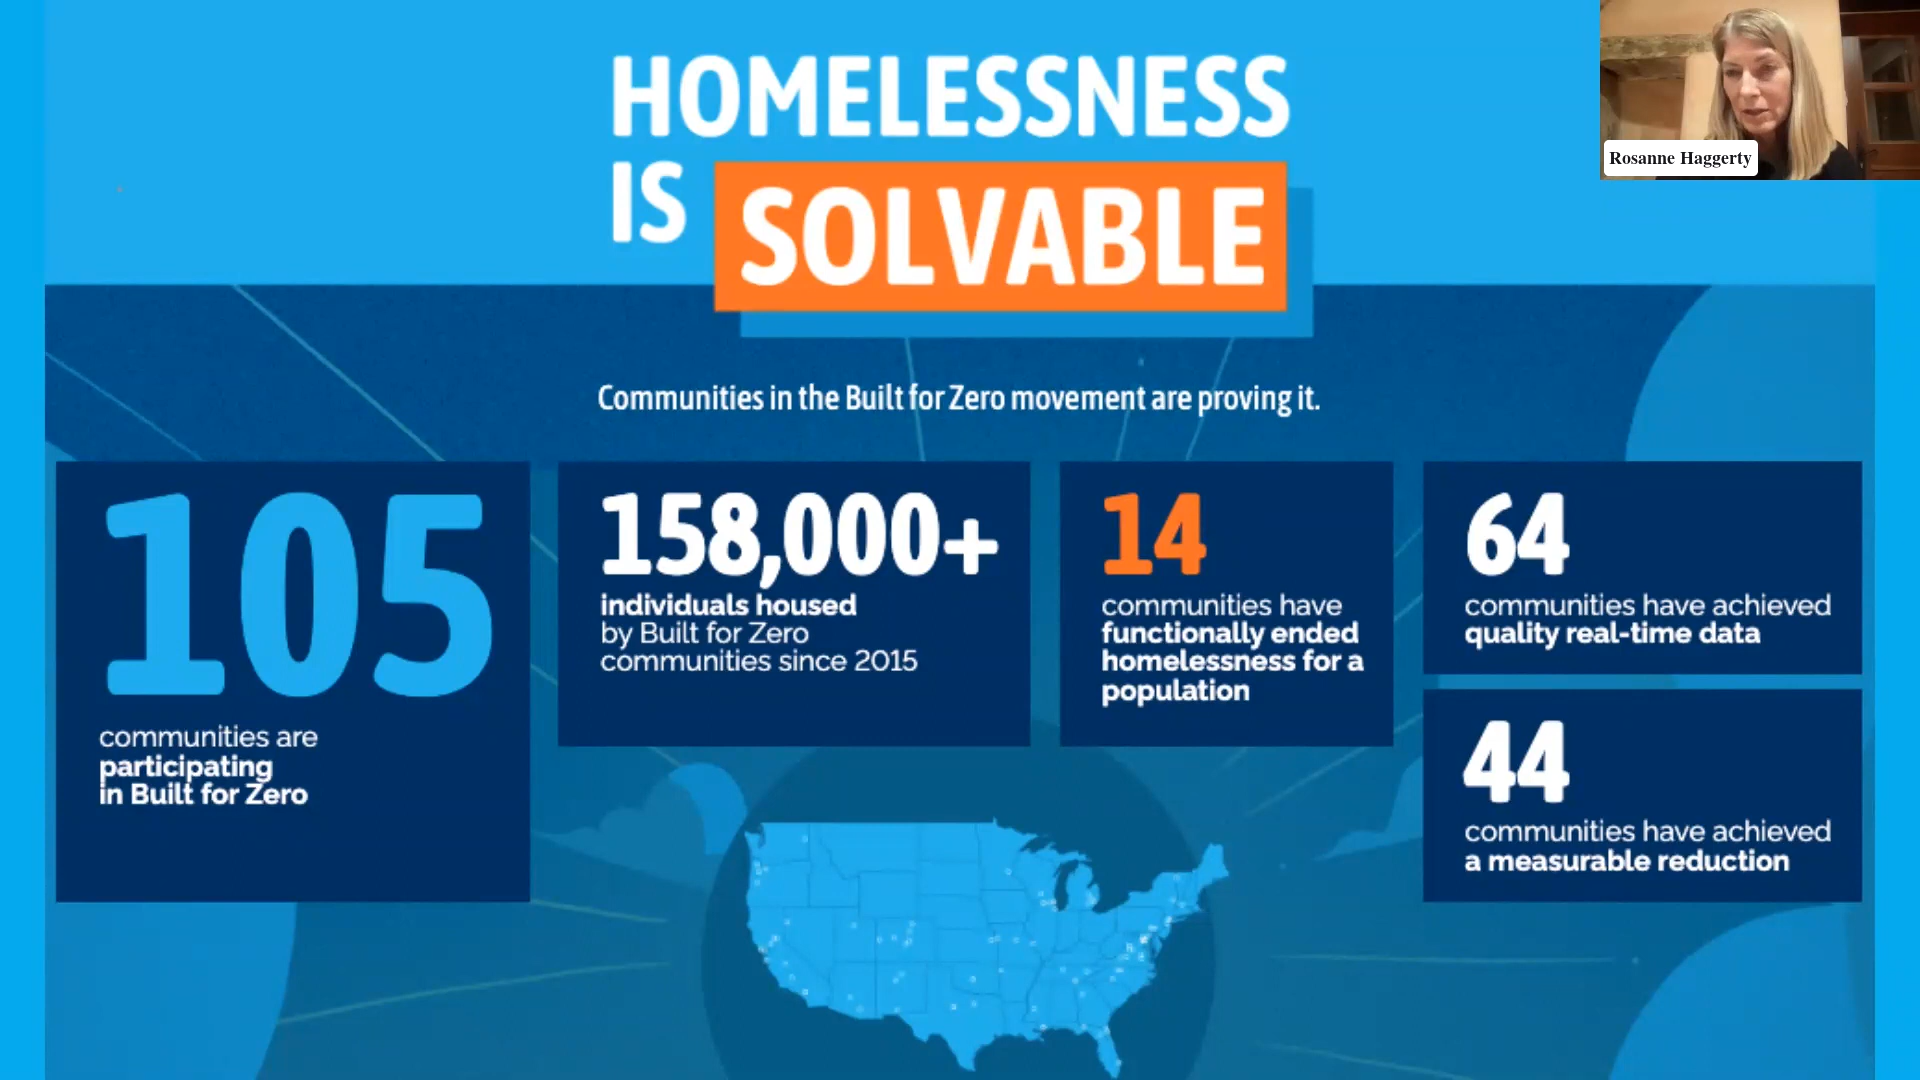 HOMELESSNESS
IS SOLVABLE
Rosanne Haggerty
Communities in the Built for Zero movement are proving it.
105
communities are
participating
in Built for Zero
158,000+
individuals housed
by Built for Zero
communities since 2015
14
communities have
functionally ended
homelessness for a
population
64
communities have achieved
quality real-time data
44
communities have achieved
a measurable reduction